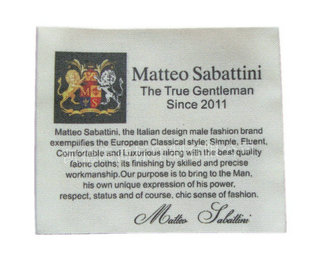 M C
S
Matteo Sabattini
The True Gentleman
Since 2011
Matteo Sabattini, the Italian design male fashion brand
exemplifies the European Classical style; Simple, Fluent,
Comfortable and Luxurious along with the best quality
fabric cloths; its finishing by skilled and precise
workmanship.Our purpose is to bring to the Man,
his own unique expression of his power,
respect, status and of course, chic sense of fashion.
Matteo Sabattini